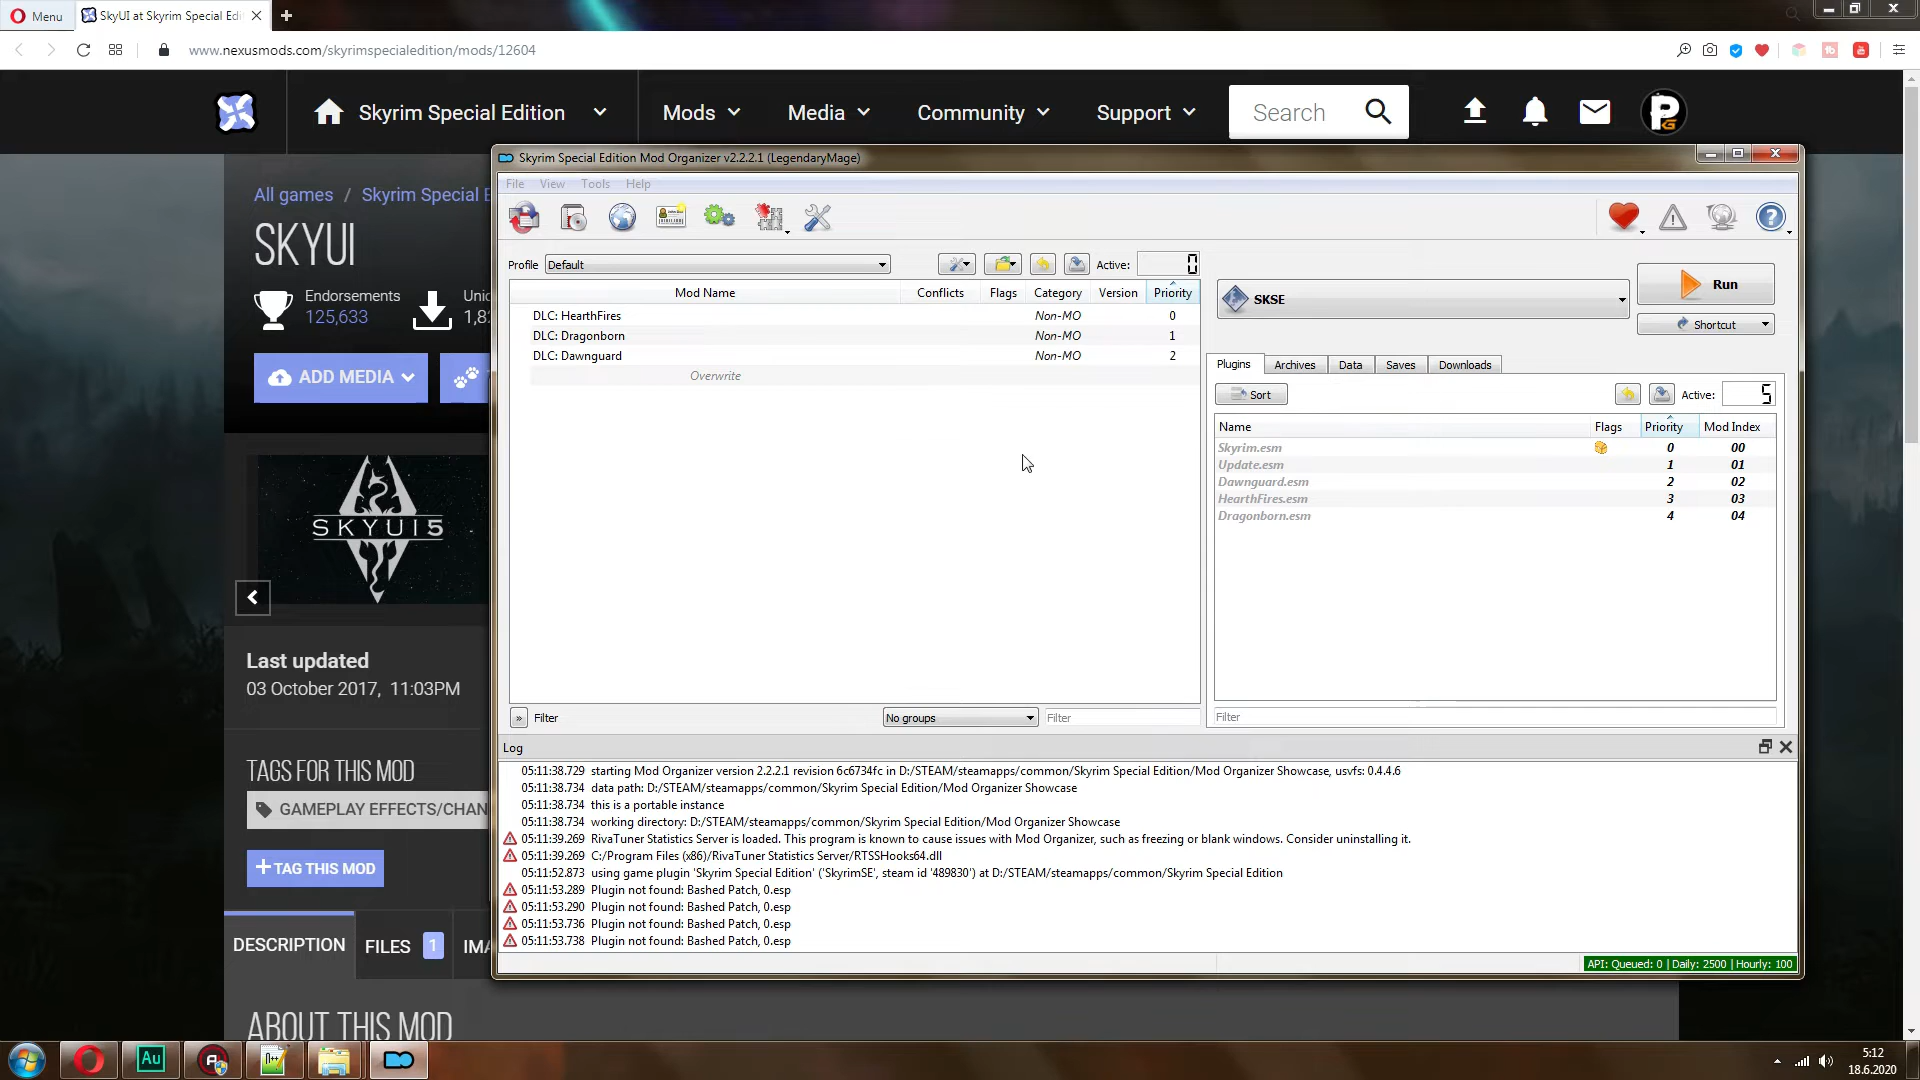 Menu
SkyUI at Skyrim Special Edi
www.nexusmods.com/skyrimspecialedition/mods/12604
Skyrim Special Edition
Mods
Media
Community
Support
Search
All games / Skyrim Special E
SKYUI
Endorsements
125,633
Unic
1,82
ADD MEDIA
SKYUI5
Last updated
03 October 2017, 11:03PM
TAGS FOR THIS MOD
GAMEPLAY EFFECTS/CHAN
+TAG THIS MOD
DESCRIPTION
FILES 1
IMA
ABOUT THIS MOD
Skyrim Special Edition Mod Organizer v2.2.2.1 (LegendaryMage)
File View Tools Help
Profile Default
Active: 0
Mod Name Conflicts Flags Category Version Priority
DLC: HearthFires Non-MO 0
DLC: Dragonborn Non-MO 1
DLC: Dawnguard Non-MO 2
Overwrite
» Filter No groups Filter
SKSE
Run
Shortcut
Plugins Archives Data Saves Downloads
Sort
Active: 5
Name Flags Priority Mod Index
Skyrim.esm 0 00
Update.esm 1 01
Dawnguard.esm 2 02
HearthFires.esm 3 03
Dragonborn.esm 4 04
Filter
Log
05:11:38.729 starting Mod Organizer version 2.2.2.1 revision 6c6734fc in D:/STEAM/steamapps/common/Skyrim Special Edition/Mod Organizer Showcase, usvfs: 0.4.4.6
05:11:38.734 data path: D:/STEAM/steamapps/common/Skyrim Special Edition/Mod Organizer Showcase
05:11:38.734 this is a portable instance
05:11:38.734 working directory: D:/STEAM/steamapps/common/Skyrim Special Edition/Mod Organizer Showcase
05:11:39.269 RivaTuner Statistics Server is loaded. This program is known to cause issues with Mod Organizer, such as freezing or blank windows. Consider uninstalling it.
05:11:39.269 C:/Program Files (x86)/RivaTuner Statistics Server/RTSSHooks64.dll
05:11:52.873 using game plugin 'Skyrim Special Edition' ('SkyrimSE', steam id '489830') at D:/STEAM/steamapps/common/Skyrim Special Edition
05:11:53.289 Plugin not found: Bashed Patch, 0.esp
05:11:53.290 Plugin not found: Bashed Patch, 0.esp
05:11:53.736 Plugin not found: Bashed Patch, 0.esp
05:11:53.738 Plugin not found: Bashed Patch, 0.esp
API: Queued: 0 | Daily: 2500 | Hourly: 100
Au
5:12
18.6.2020